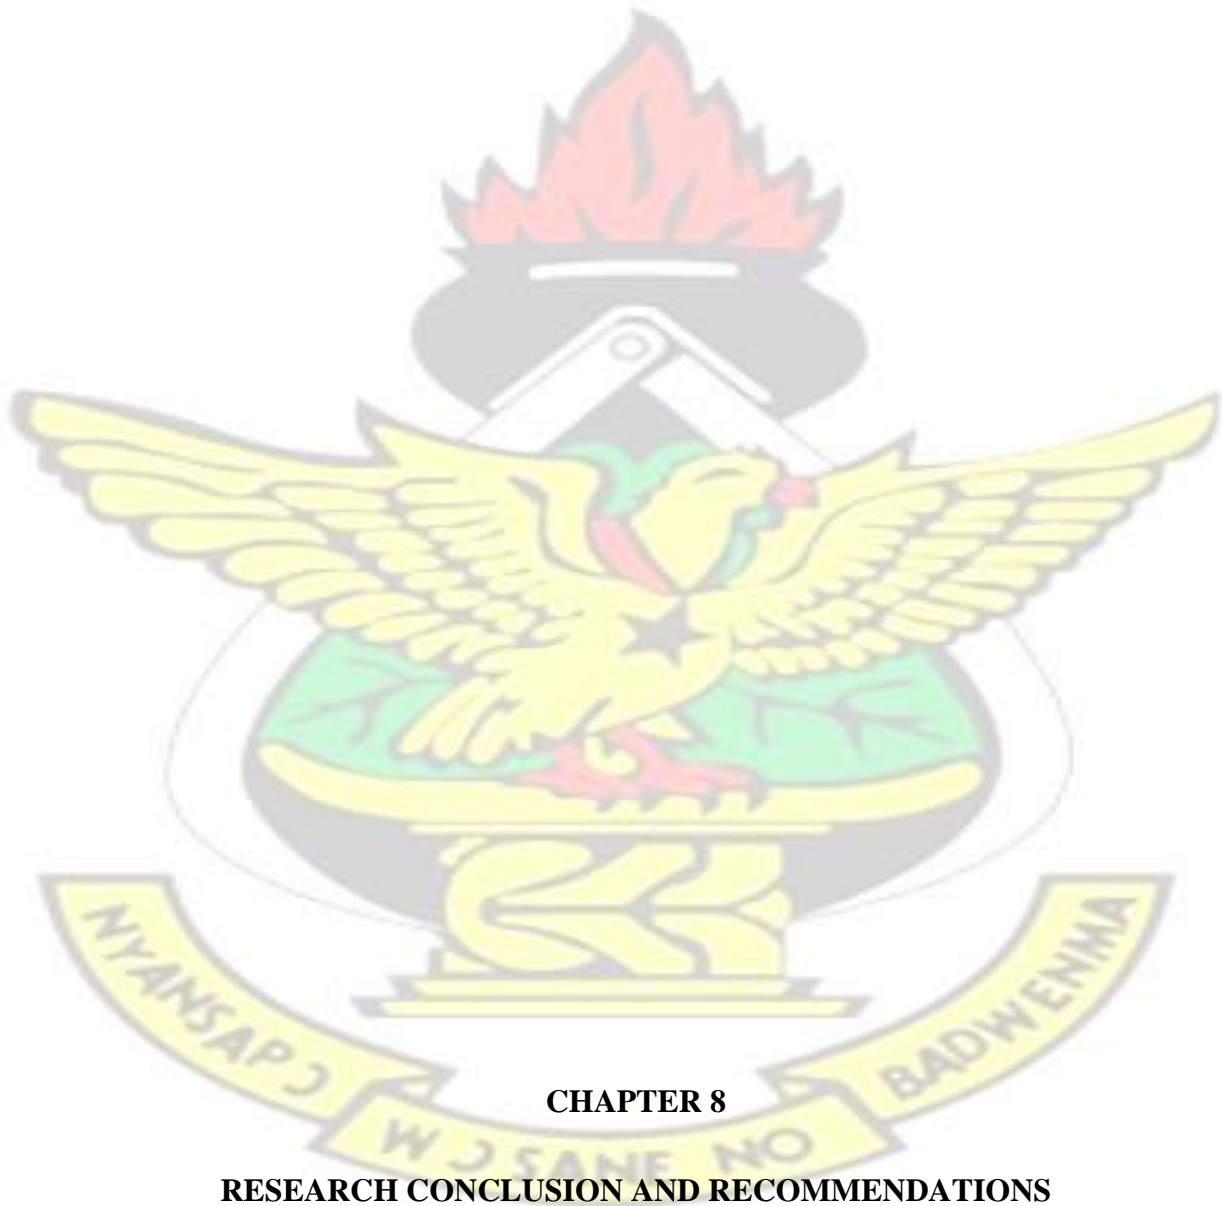 NYANSAPƆ
WƆSANE NO
BADWENMA
CHAPTER 8
RESEARCH CONCLUSION AND RECOMMENDATIONS